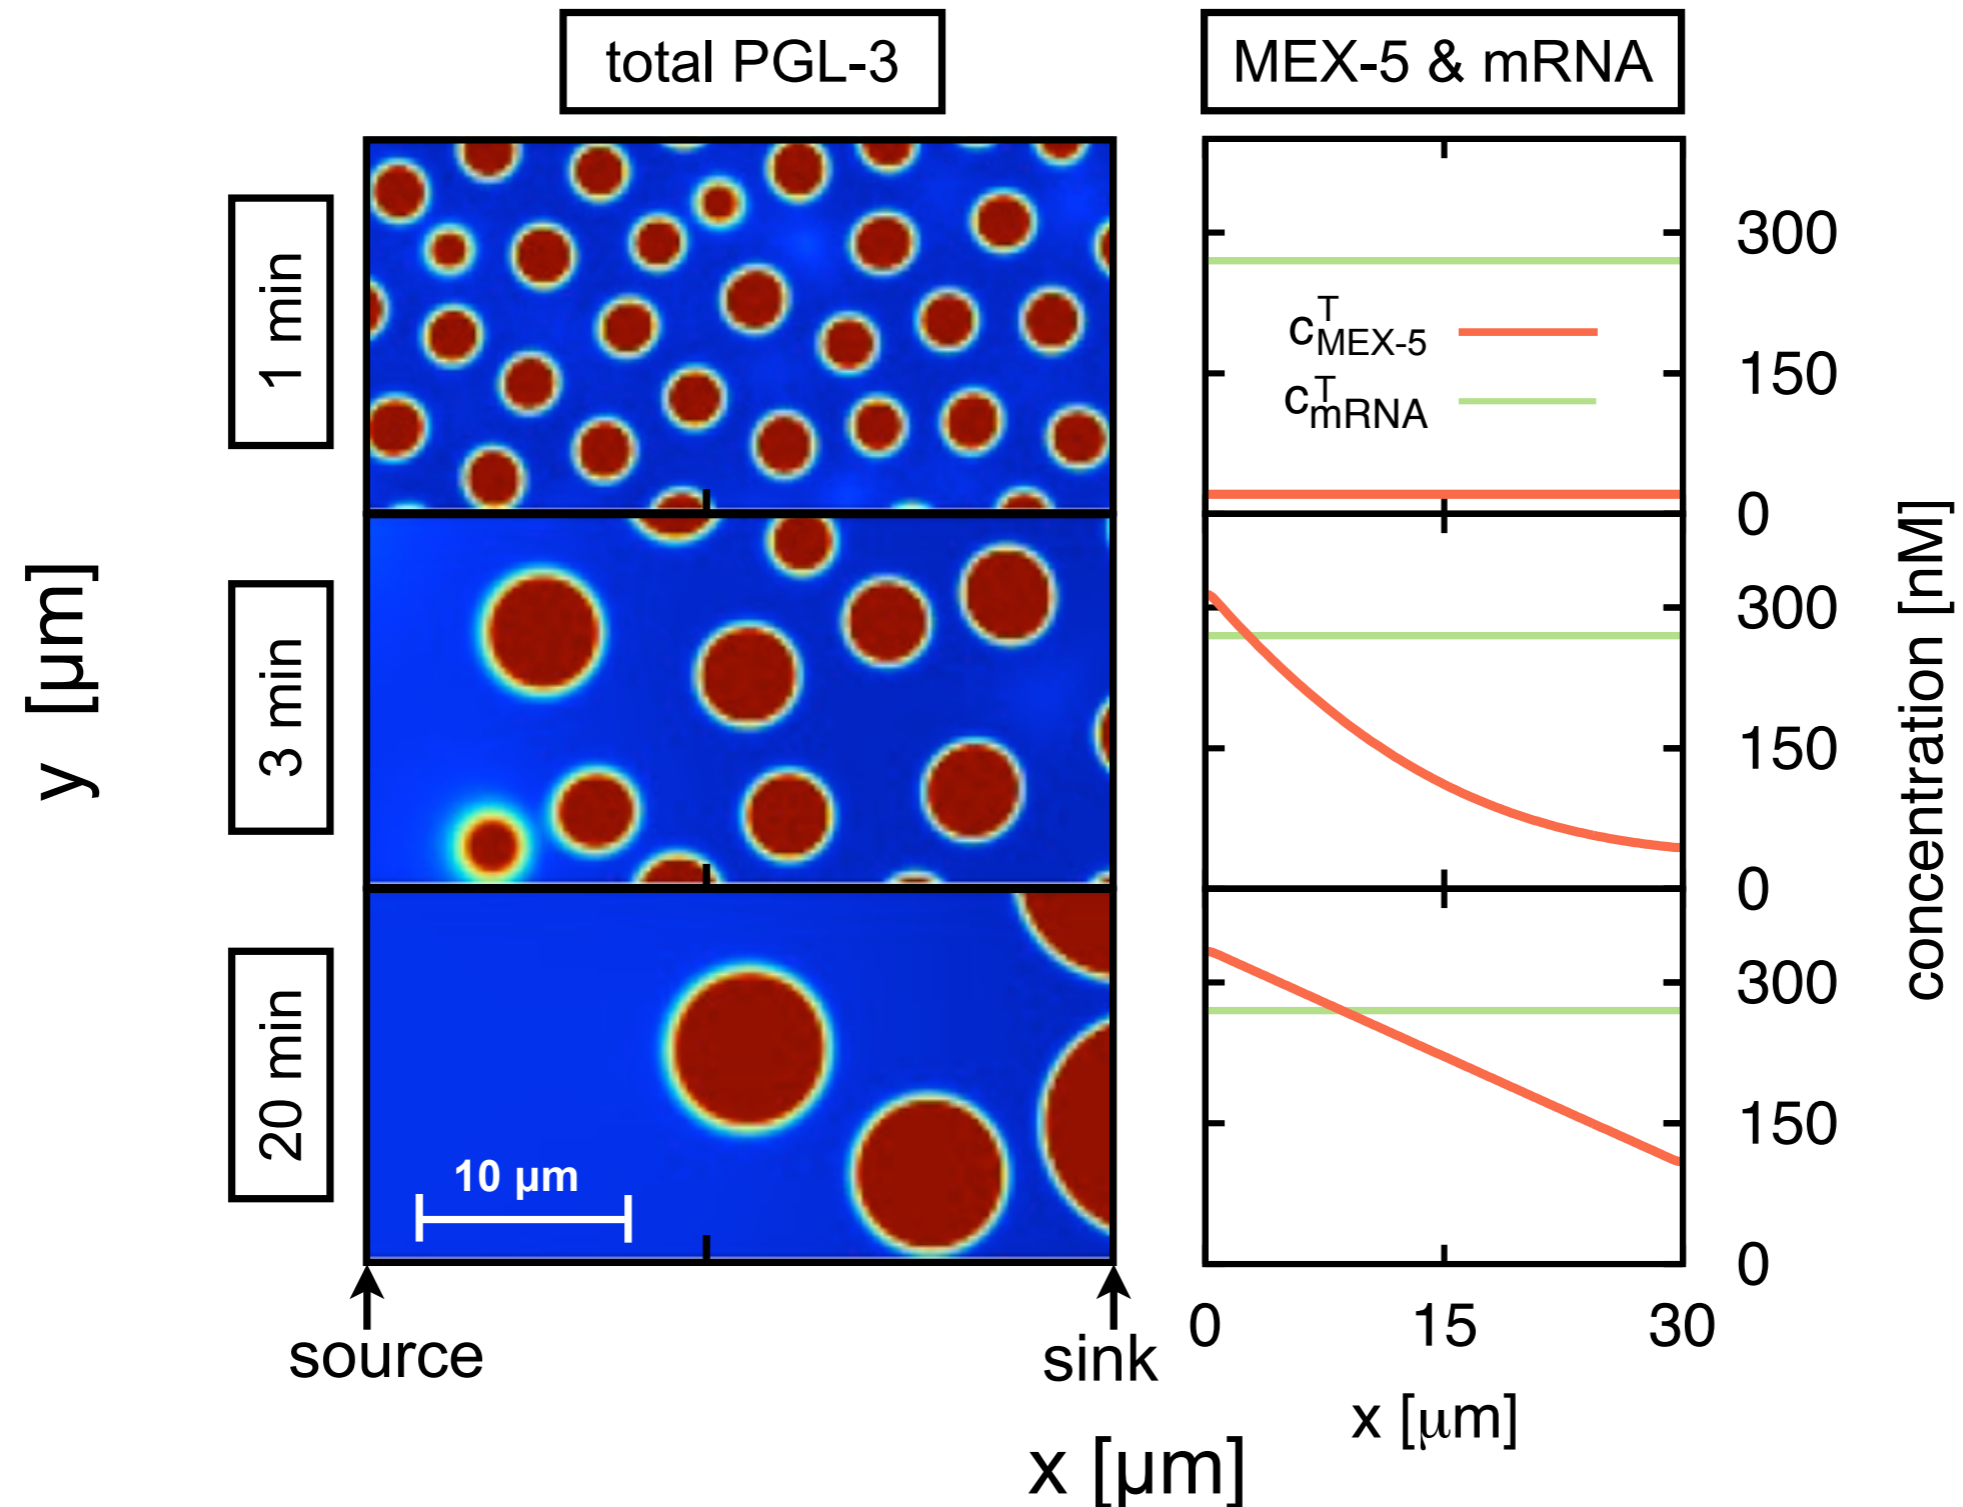 total PGL-3
MEX-5 & mRNA
y [μm]
1 min
3 min
20 min
10 μm
source
sink
x [μm]
c^T_MEX-5
c^T_mRNA
300
150
0
300
150
0
300
150
0
concentration [nM]
0 15 30
x [μm]